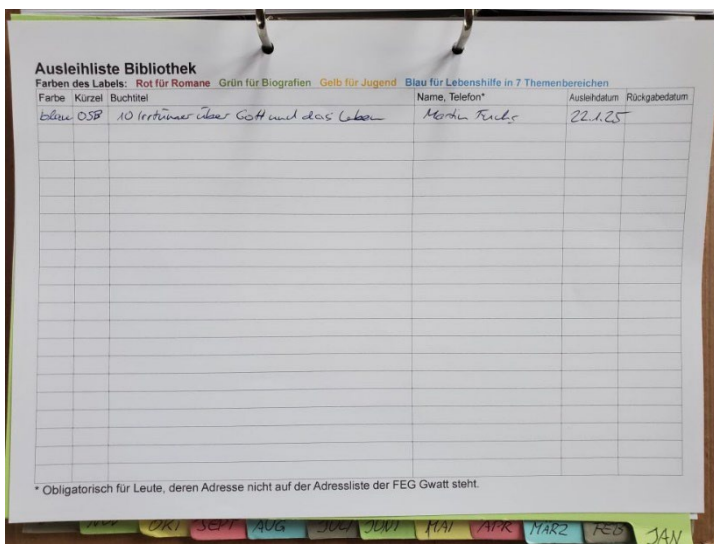 Ausleihliste Bibliothek
Farben des Labels: Rot für Romane Grün für Biografien Gelb für Jugend Blau für Lebenshilfe in 7 Themenbereichen
Farbe Kürzel Buchtitel Name, Telefon* Ausleihdatum Rückgabedatum
blau OSB 10 Irrtümer über Gott und das Leben Martin Fuchs 22.1.25
* Obligatorisch für Leute, deren Adresse nicht auf der Adressliste der FEG Gwatt steht.
NOV OKT SEPT AUG JULI JUNI MAI APR MÄRZ FEB JAN